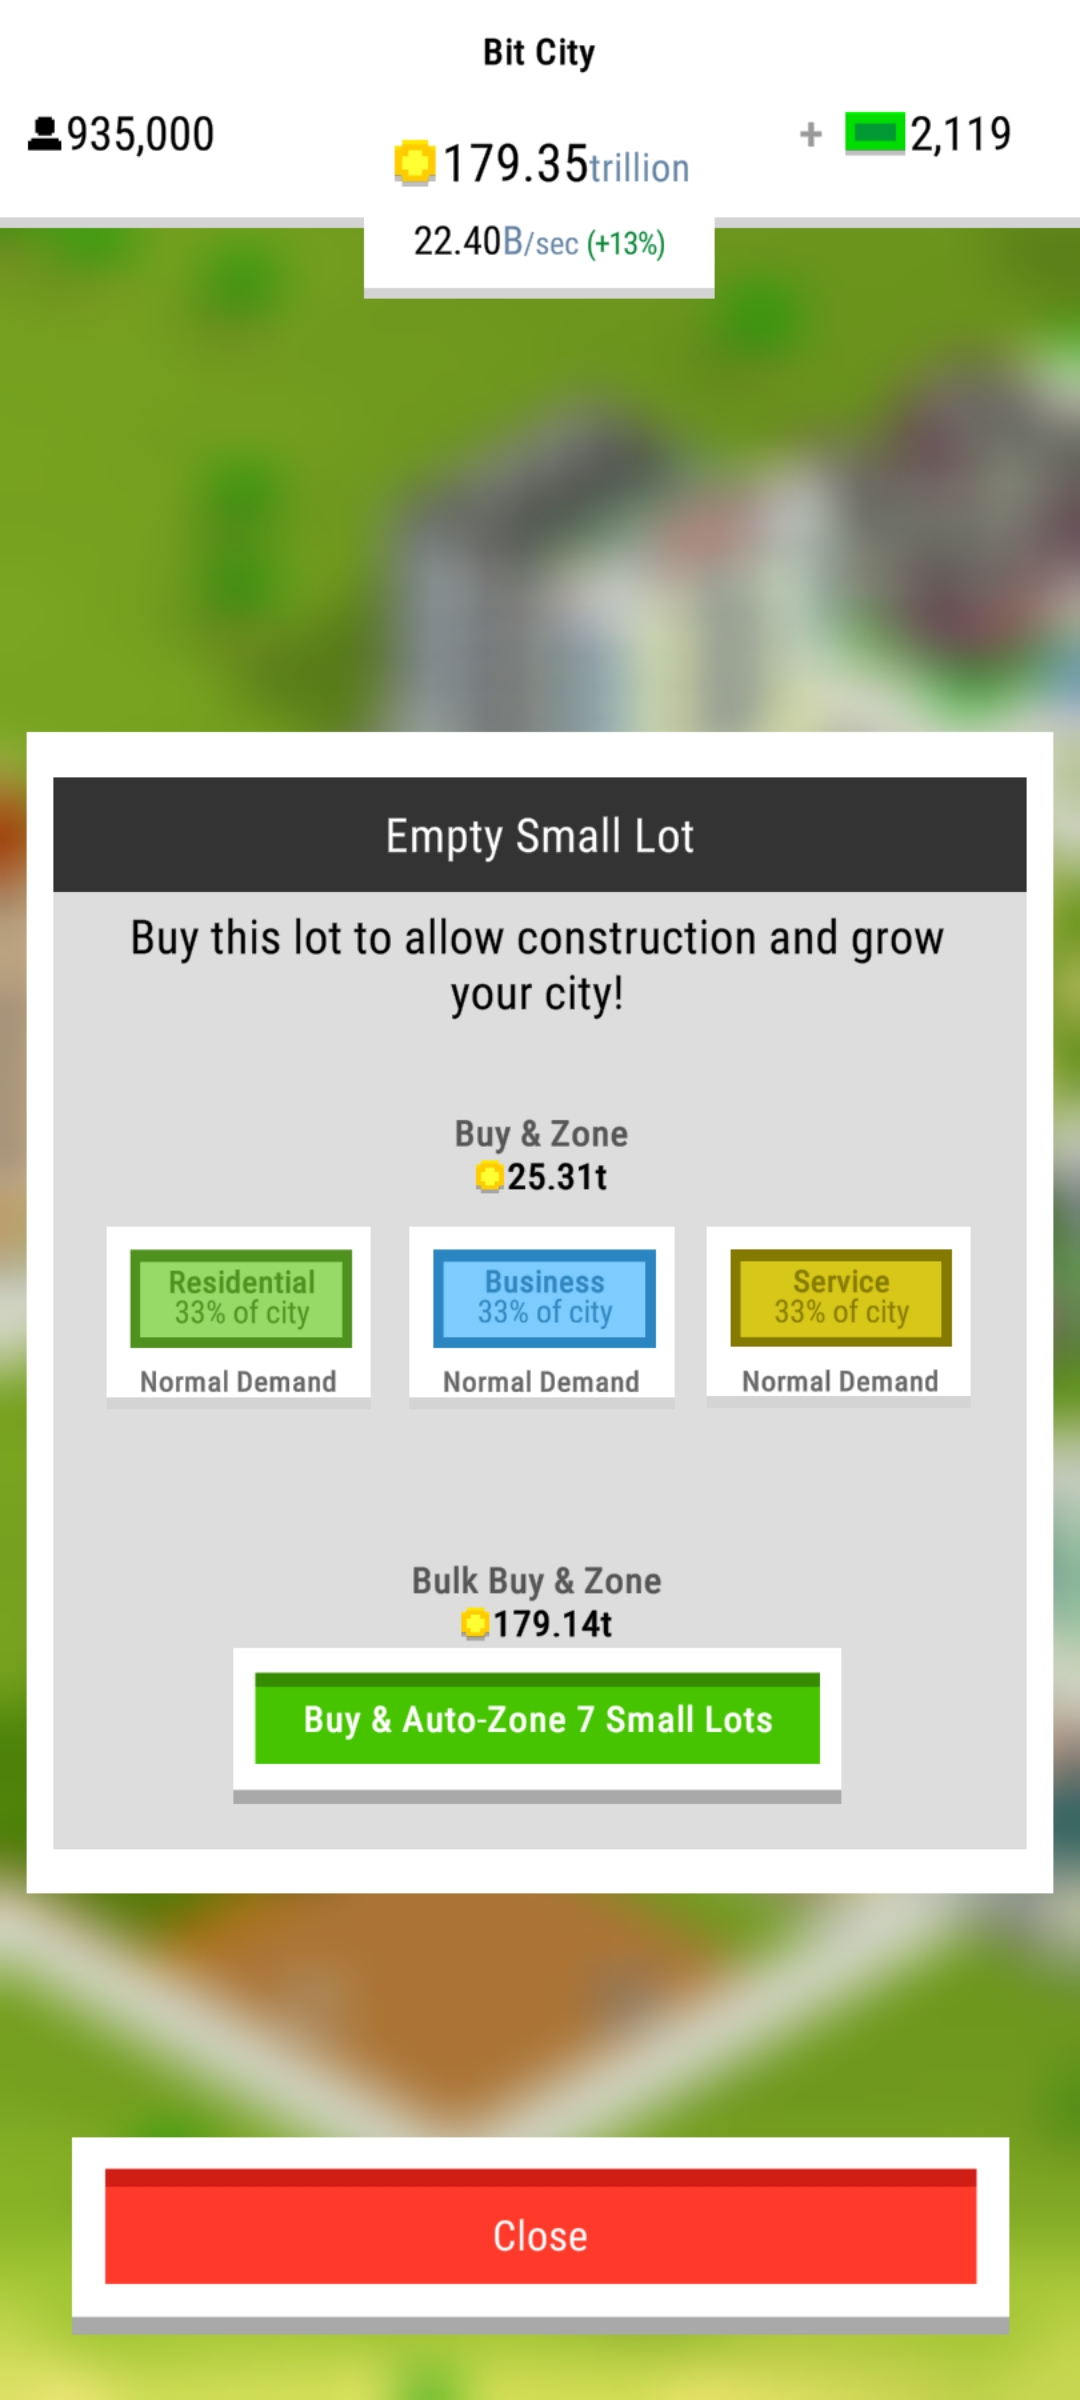 Bit City
935,000
+ 2,119
179.35trillion
22.40B/sec (+13%)
Empty Small Lot
Buy this lot to allow construction and grow
your city!
Buy & Zone
25.31t
Residential
33% of city
Normal Demand
Business
33% of city
Normal Demand
Service
33% of city
Normal Demand
Bulk Buy & Zone
179.14t
Buy & Auto-Zone 7 Small Lots
Close